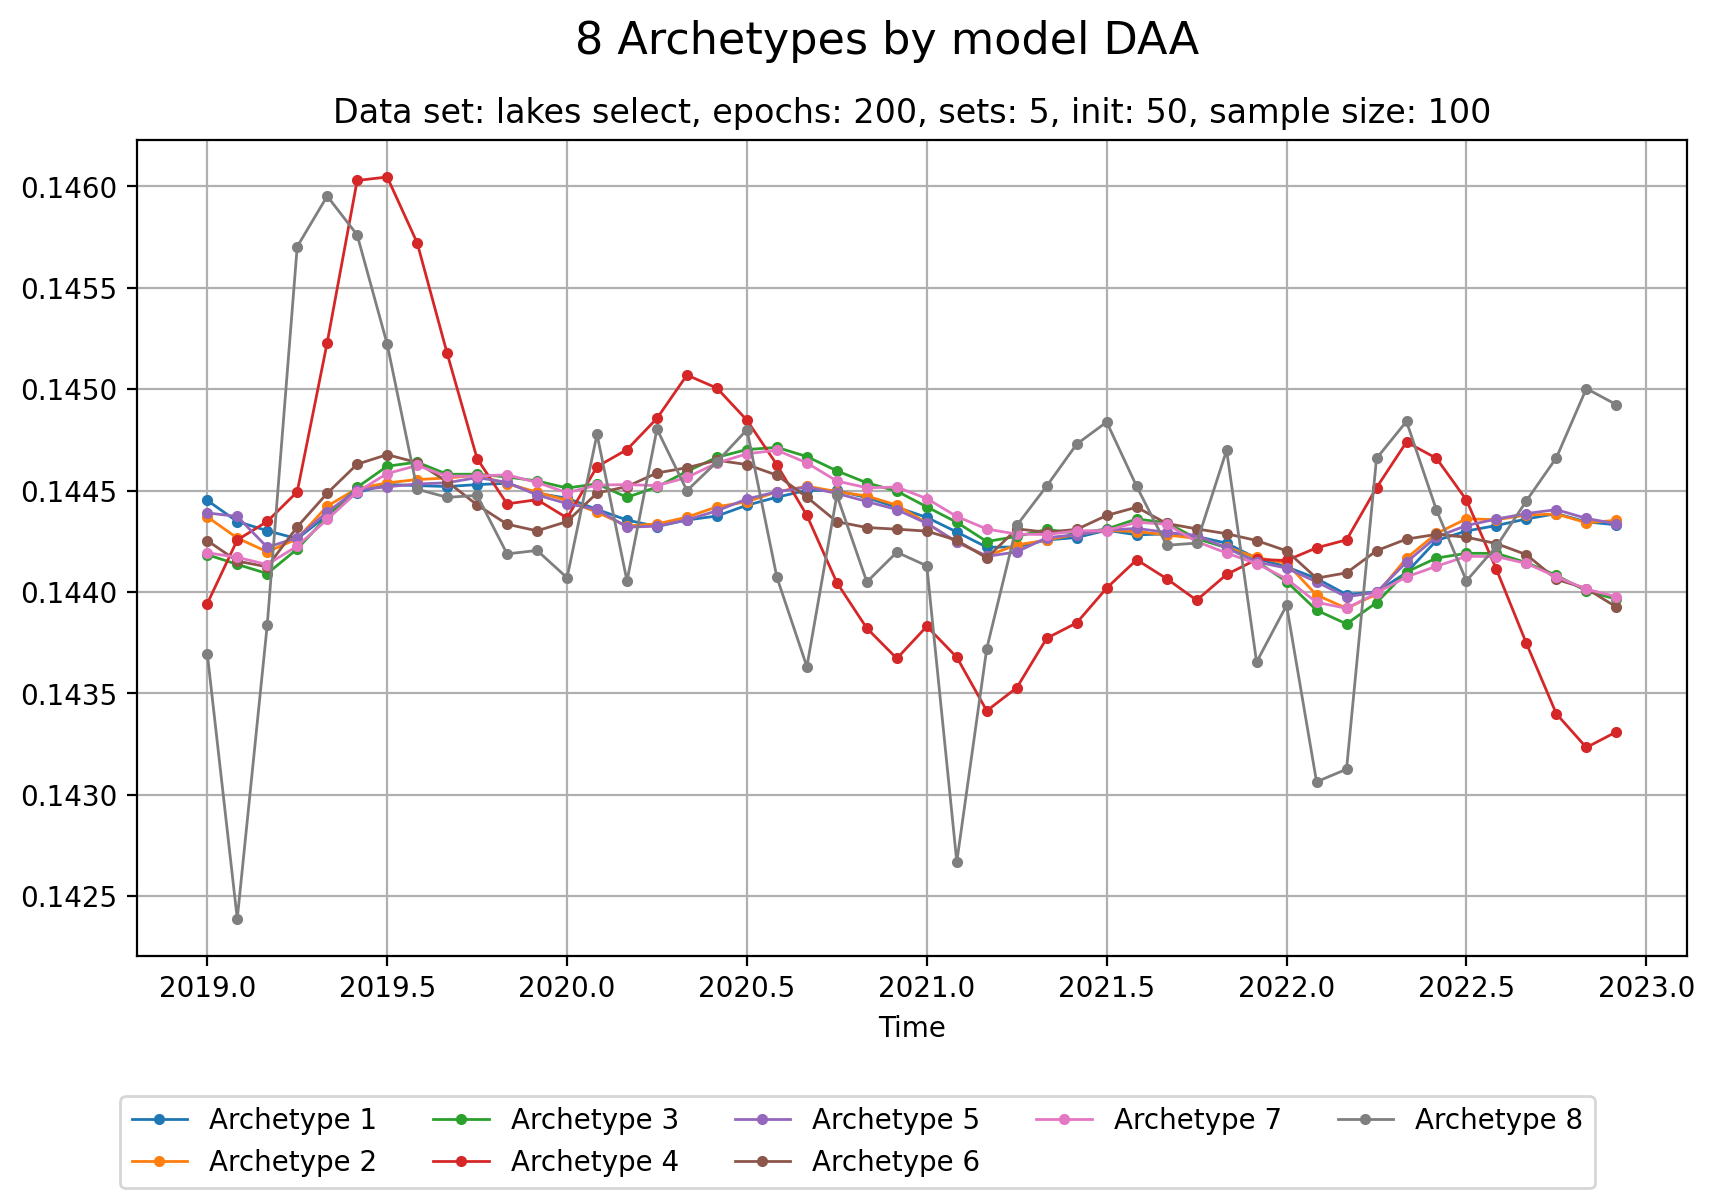 8 Archetypes by model DAA
Data set: lakes select, epochs: 200, sets: 5, init: 50, sample size: 100
0.1460
0.1455
0.1450
0.1445
0.1440
0.1435
0.1430
0.1425
2019.0 2019.5 2020.0 2020.5 2021.0 2021.5 2022.0 2022.5 2023.0
Time
Archetype 1 Archetype 3 Archetype 5 Archetype 7 Archetype 8
Archetype 2 Archetype 4 Archetype 6